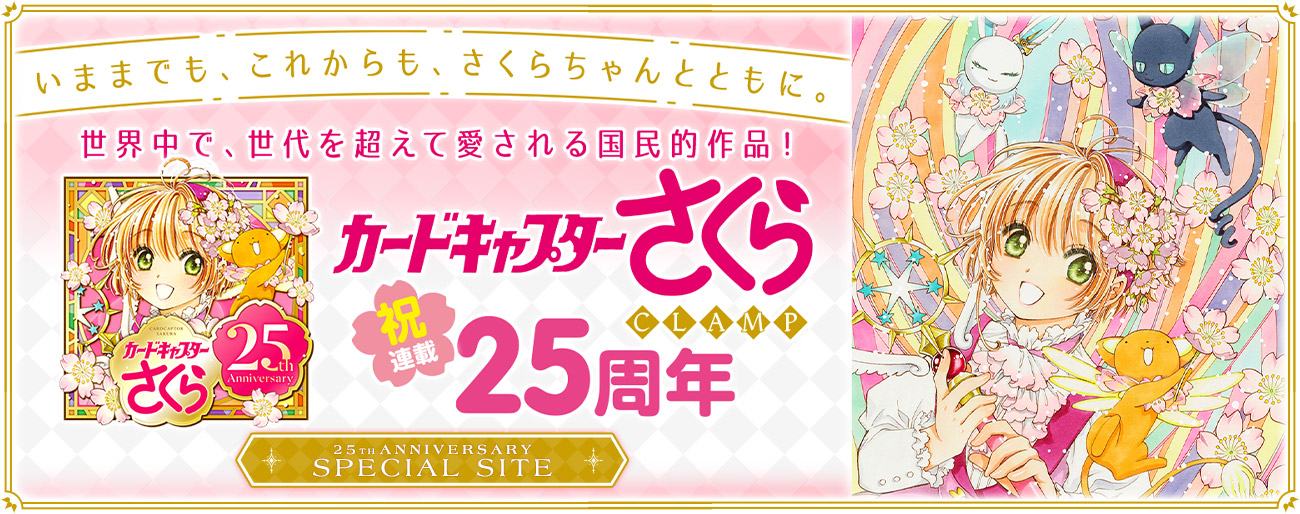 いままでも、これからも、さくらちゃんとともに。
世界中で、世代を超えて愛される国民的作品！
カードキャプターさくら
CLAMP
祝
連載
25周年
CARDCAPTOR
SAKURA
カードキャプター
さくら
25th
Anniversary
25TH ANNIVERSARY
SPECIAL SITE